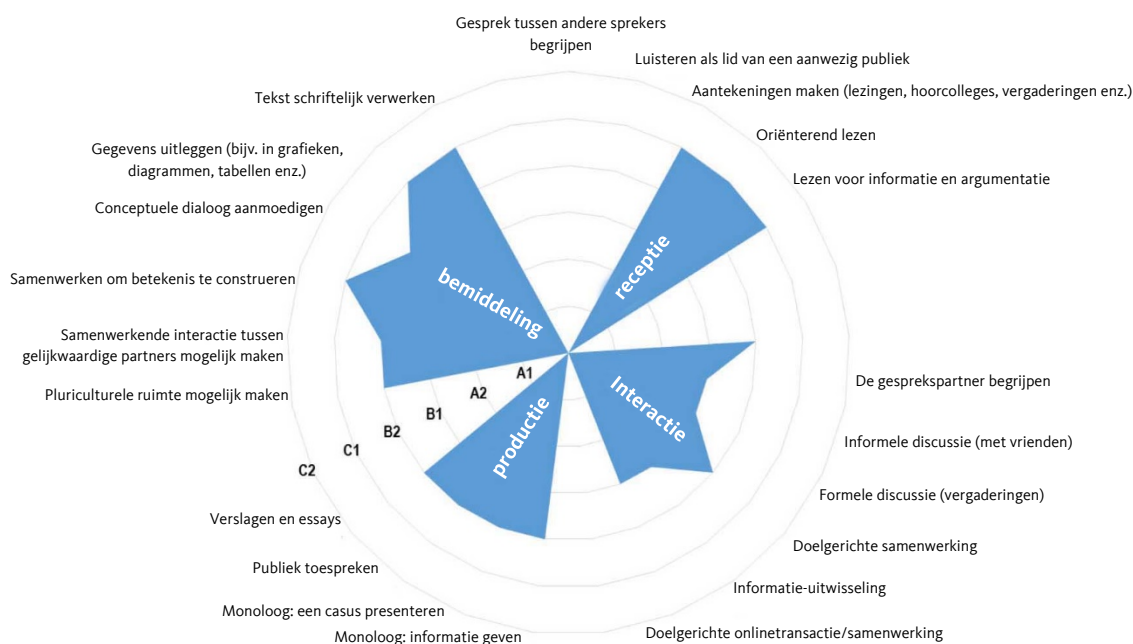 Gesprek tussen andere sprekers
begrijpen
Luisteren als lid van een aanwezig publiek
Aantekeningen maken (lezingen, hoorcolleges, vergaderingen enz.)
Oriënterend lezen
Lezen voor informatie en argumentatie
De gesprekspartner begrijpen
Informele discussie (met vrienden)
Formele discussie (vergaderingen)
Doelgerichte samenwerking
Informatie-uitwisseling
Doelgerichte onlinetransactie/samenwerking
Monoloog: informatie geven
Monoloog: een casus presenteren
Publiek toespreken
Verslagen en essays
Pluriculturele ruimte mogelijk maken
Samenwerkende interactie tussen
gelijkwaardige partners mogelijk maken
Samenwerken om betekenis te construeren
Conceptuele dialoog aanmoedigen
Gegevens uitleggen (bijv. in grafieken,
diagrammen, tabellen enz.)
Tekst schriftelijk verwerken
receptie
Interactie
productie
bemiddeling
A1
A2
B1
B2
C1
C2